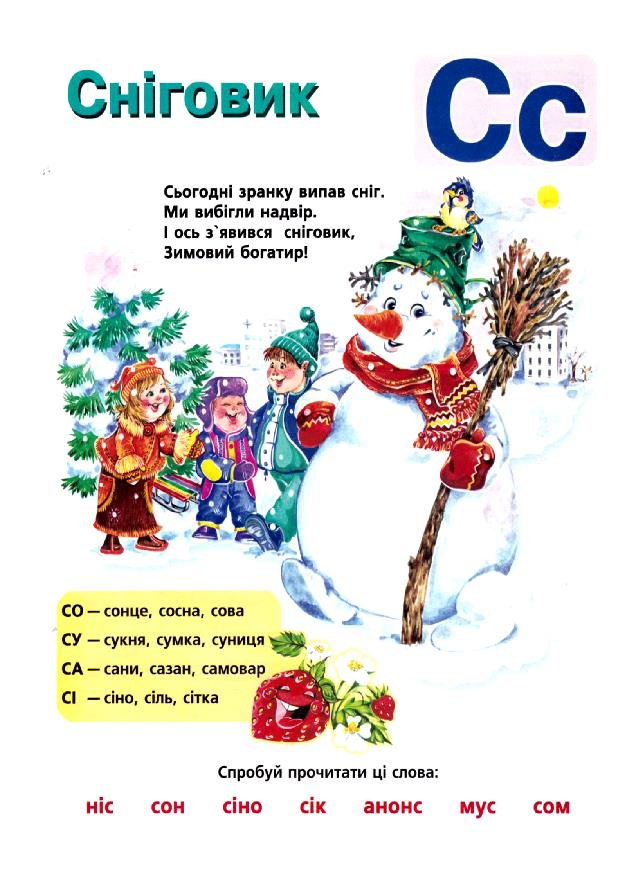 Сніговик
Сс
Сьогодні зранку випав сніг.
Ми вибігли надвір.
І ось з`явився сніговик,
Зимовий богатир!
СО — сонце, сосна, сова
СУ — сукня, сумка, суниця
СА — сани, сазан, самовар
СІ — сіно, сіль, сітка
Спробуй прочитати ці слова:
ніс сон сіно сік анонс мус сом